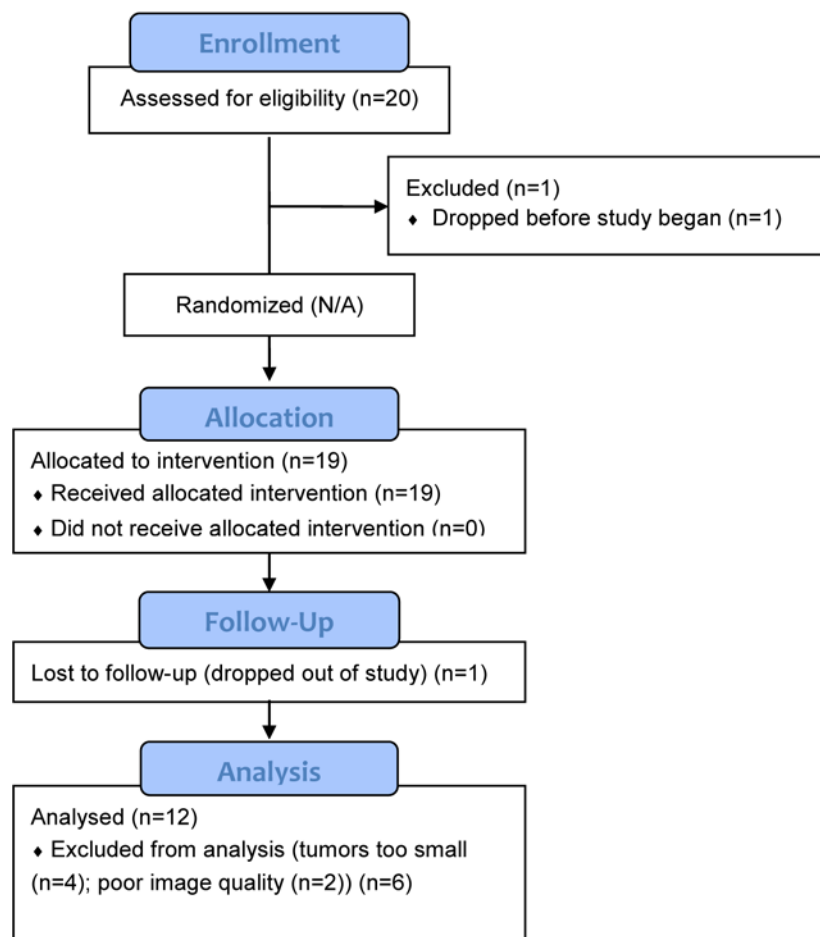 Enrollment
Assessed for eligibility (n=20)
Excluded (n=1)
♦ Dropped before study began (n=1)
Randomized (N/A)
Allocation
Allocated to intervention (n=19)
♦ Received allocated intervention (n=19)
♦ Did not receive allocated intervention (n=0)
Follow-Up
Lost to follow-up (dropped out of study) (n=1)
Analysis
Analysed (n=12)
♦ Excluded from analysis (tumors too small
(n=4); poor image quality (n=2)) (n=6)